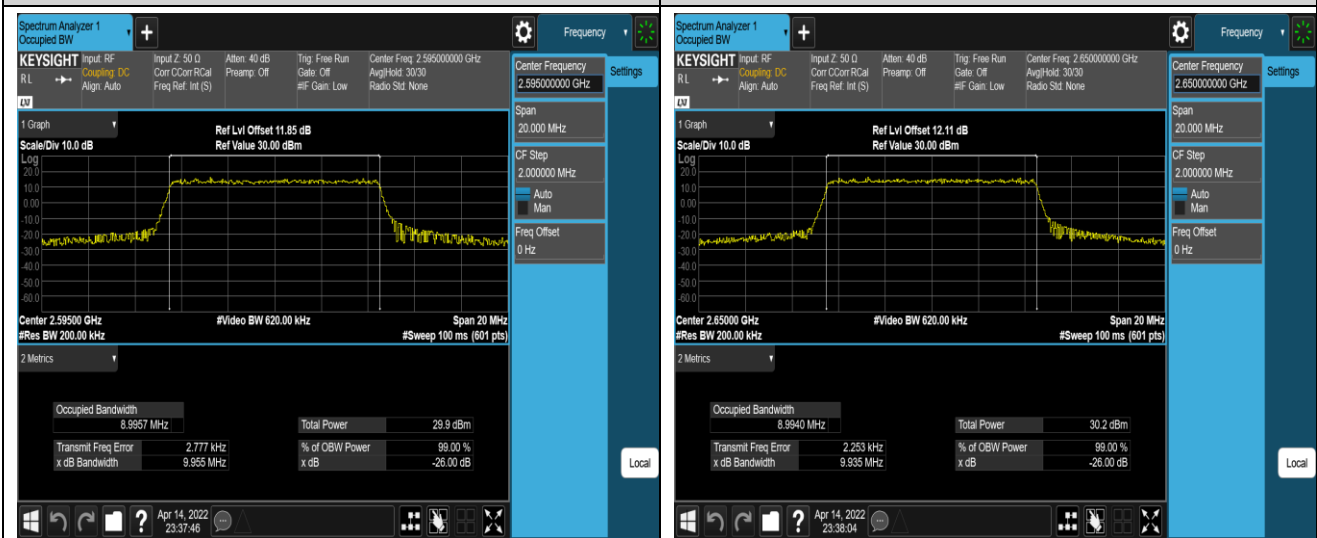 Spectrum Analyzer 1
Occupied BW
+
Frequency
KEYSIGHT
Input: RF
Coupling: DC
Align: Auto
Input Z: 50 Ω
Corr CCorr RCal
Freq Ref: Int (S)
Atten: 40 dB
Preamp: Off
Trig: Free Run
Gate: Off
#IF Gain: Low
Center Freq: 2.595000000 GHz
Avg|Hold: 30/30
Radio Std: None
RL
LXI
Center Frequency
2.595000000 GHz
Settings
Span
20.000 MHz
CF Step
2.000000 MHz
Auto
Man
Freq Offset
0 Hz
1 Graph
Scale/Div 10.0 dB
Ref Lvl Offset 11.85 dB
Ref Value 30.00 dBm
Log
20.0
10.0
0.00
-10.0
-20.0
-30.0
-40.0
-50.0
-60.0
Center 2.59500 GHz
#Video BW 620.00 kHz
Span 20 MHz
#Res BW 200.00 kHz
#Sweep 100 ms (601 pts)
2 Metrics
Occupied Bandwidth
8.9957 MHz
Total Power 29.9 dBm
Transmit Freq Error 2.777 kHz
% of OBW Power 99.00 %
x dB Bandwidth 9.955 MHz
x dB -26.00 dB
Local
?
Apr 14, 2022
23:37:46
Spectrum Analyzer 1
Occupied BW
+
Frequency
KEYSIGHT
Input: RF
Coupling: DC
Align: Auto
Input Z: 50 Ω
Corr CCorr RCal
Freq Ref: Int (S)
Atten: 40 dB
Preamp: Off
Trig: Free Run
Gate: Off
#IF Gain: Low
Center Freq: 2.650000000 GHz
Avg|Hold: 30/30
Radio Std: None
RL
LXI
Center Frequency
2.650000000 GHz
Settings
Span
20.000 MHz
CF Step
2.000000 MHz
Auto
Man
Freq Offset
0 Hz
1 Graph
Scale/Div 10.0 dB
Ref Lvl Offset 12.11 dB
Ref Value 30.00 dBm
Log
20.0
10.0
0.00
-10.0
-20.0
-30.0
-40.0
-50.0
-60.0
Center 2.65000 GHz
#Video BW 620.00 kHz
Span 20 MHz
#Res BW 200.00 kHz
#Sweep 100 ms (601 pts)
2 Metrics
Occupied Bandwidth
8.9940 MHz
Total Power 30.2 dBm
Transmit Freq Error 2.253 kHz
% of OBW Power 99.00 %
x dB Bandwidth 9.935 MHz
x dB -26.00 dB
Local
?
Apr 14, 2022
23:38:04